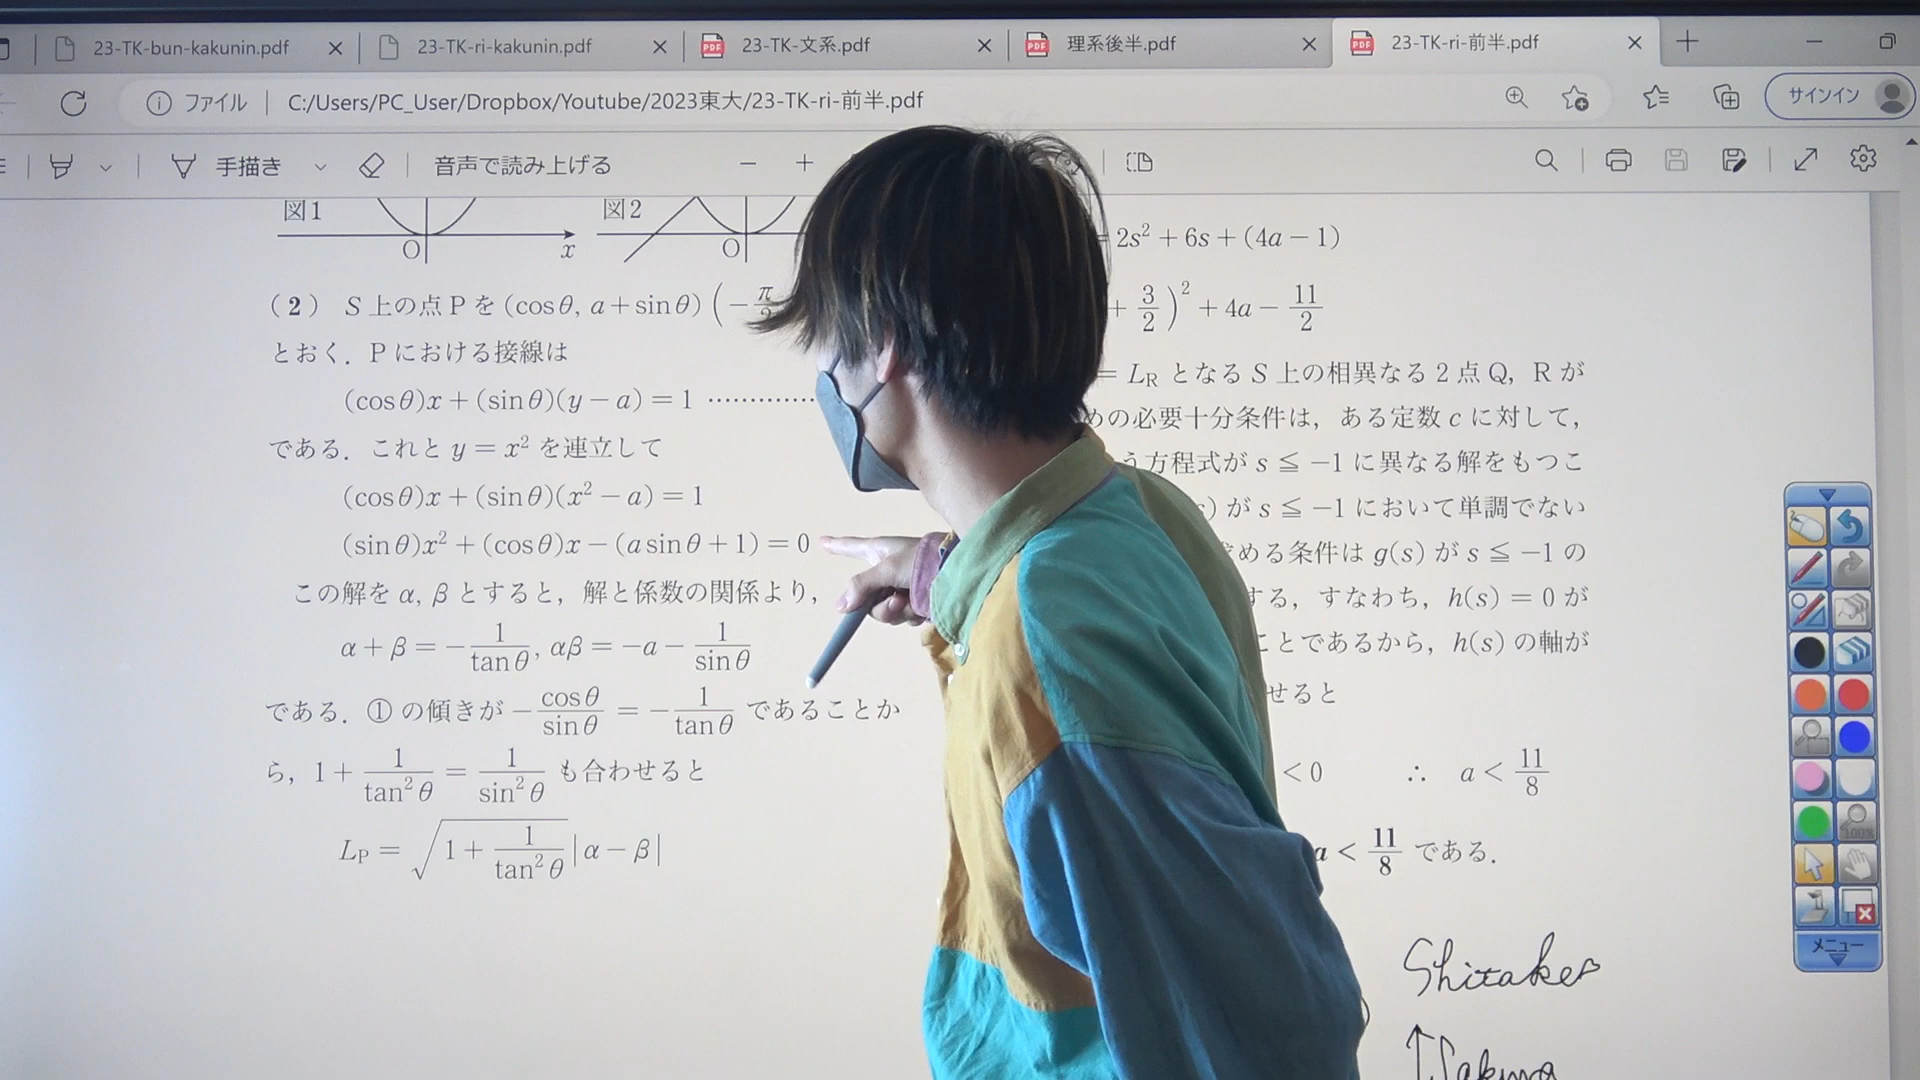 23-TK-bun-kakunin.pdf
23-TK-ri-kakunin.pdf
23-TK-文系.pdf
理系後半.pdf
23-TK-ri-前半.pdf
ファイル
C:/Users/PC_User/Dropbox/Youtube/2023東大/23-TK-ri-前半.pdf
サインイン
手描き
音声で読み上げる
図1
O
x
図2
O
(2) S上の点Pを(cosθ, a+sinθ)(−π
とおく. Pにおける接線は
(cosθ)x+(sinθ)(y−a)=1 ……………
である. これと y=x² を連立して
(cosθ)x+(sinθ)(x²−a)=1
(sinθ)x²+(cosθ)x−(a sinθ+1)=0
この解を α, β とすると, 解と係数の関係より,
α+β=−1/tanθ, αβ=−a−1/sinθ
である. ①の傾きが −cosθ/sinθ=−1/tanθ であることか
ら, 1+1/tan²θ=1/sin²θ も合わせると
L_P=√(1+1/tan²θ)|α−β|
=2s²+6s+(4a−1)
+3/2)²+4a−11/2
=L_R となる S 上の相異なる 2 点 Q, R が
めの必要十分条件は, ある定数 c に対して,
う方程式が s≦−1 に異なる解をもつこ
)が s≦−1 において単調でない
める条件は g(s) が s≦−1 の
する, すなわち, h(s)=0 が
ことであるから, h(s) の軸が
せると
<0 ∴ a<11/8
a<11/8 である.
Shitake
Sakuma
100%
メニュー